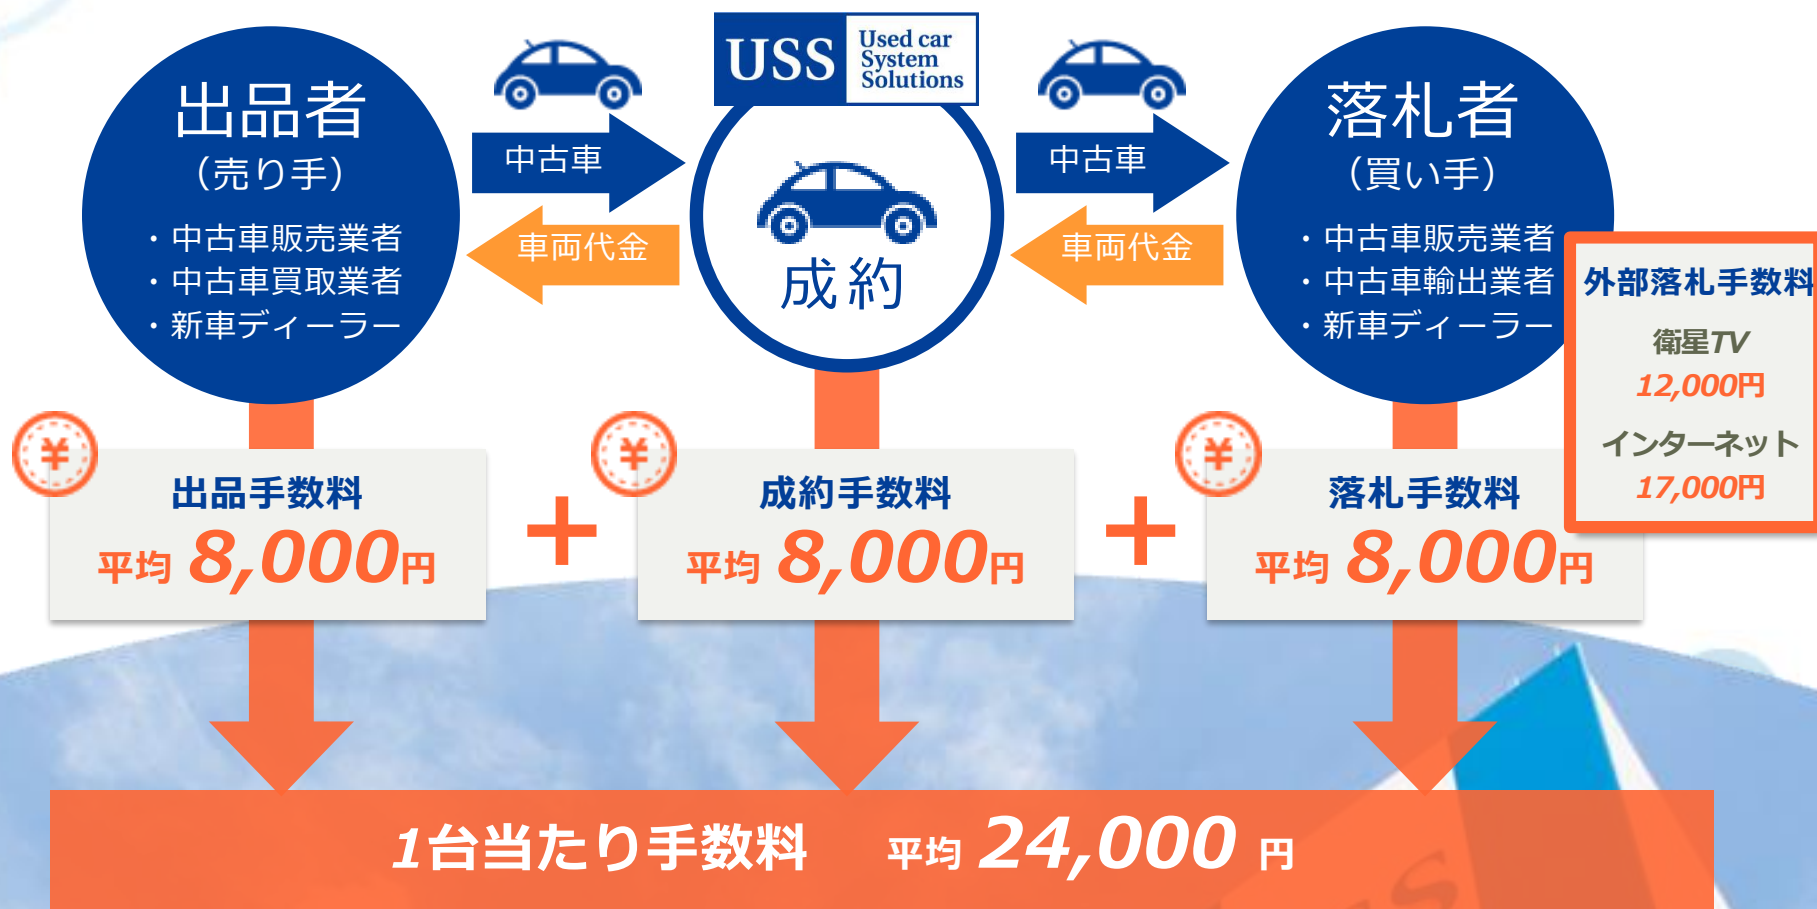 出品者
（売り手）
・中古車販売業者
・中古車買取業者
・新車ディーラー
中古車
車両代金
USS
Used car
System
Solutions
成約
中古車
車両代金
落札者
（買い手）
・中古車販売業者
・中古車輸出業者
・新車ディーラー
外部落札手数料
衛星TV
12,000円
インターネット
17,000円
¥
出品手数料
平均 8,000円
+
¥
成約手数料
平均 8,000円
+
¥
落札手数料
平均 8,000円
1台当たり手数料 平均 24,000 円
S